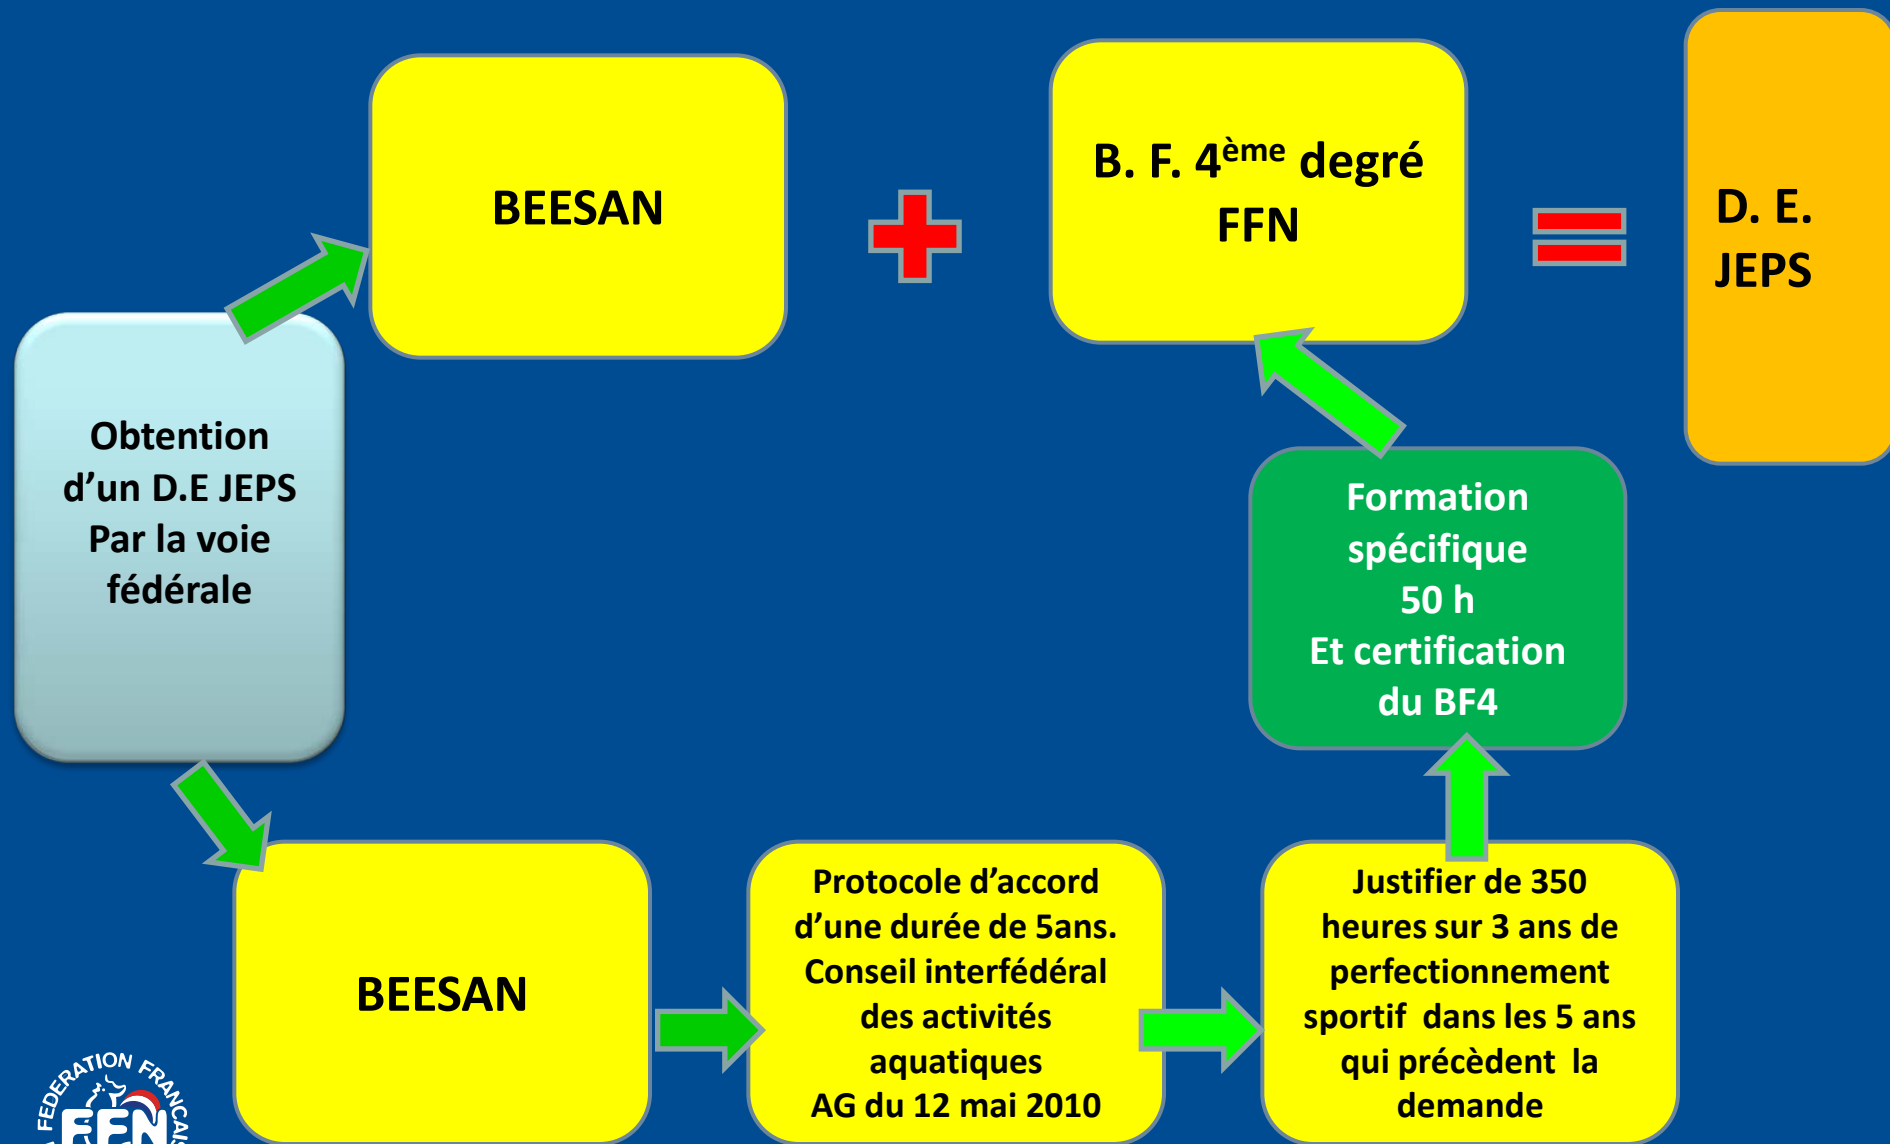 BEESAN
B. F. 4ème degré
FFN
D. E.
JEPS
Obtention
d’un D.E JEPS
Par la voie
fédérale
Formation
spécifique
50 h
Et certification
du BF4
BEESAN
Protocole d’accord
d’une durée de 5ans.
Conseil interfédéral
des activités
aquatiques
AG du 12 mai 2010
Justifier de 350
heures sur 3 ans de
perfectionnement
sportif dans les 5 ans
qui précèdent la
demande
FEDERATION FRANCAIS
FFN